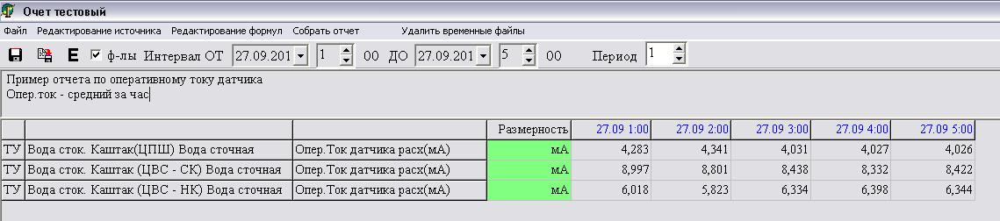 Очет тестовый
Файл Редактирование источника Редактирование формул Собрать отчет Удалить временные файлы
E ф-лы Интервал ОТ 27.09.201 1 00 ДО 27.09.201 5 00 Период 1
Пример отчета по оперативному току датчика
Опер.ток - средний за час
Размерность 27.09 1:00 27.09 2:00 27.09 3:00 27.09 4:00 27.09 5:00
ТУ Вода сток. Каштак(ЦПШ) Вода сточная Опер.Ток датчика расх(мА) мА 4,283 4,341 4,031 4,027 4,026
ТУ Вода сток. Каштак (ЦВС - СК) Вода сточная Опер.Ток датчика расх(мА) мА 8,997 8,801 8,438 8,332 8,422
ТУ Вода сток. Каштак (ЦВС - НК) Вода сточная Опер.Ток датчика расх(мА) мА 6,018 5,823 6,334 6,398 6,344